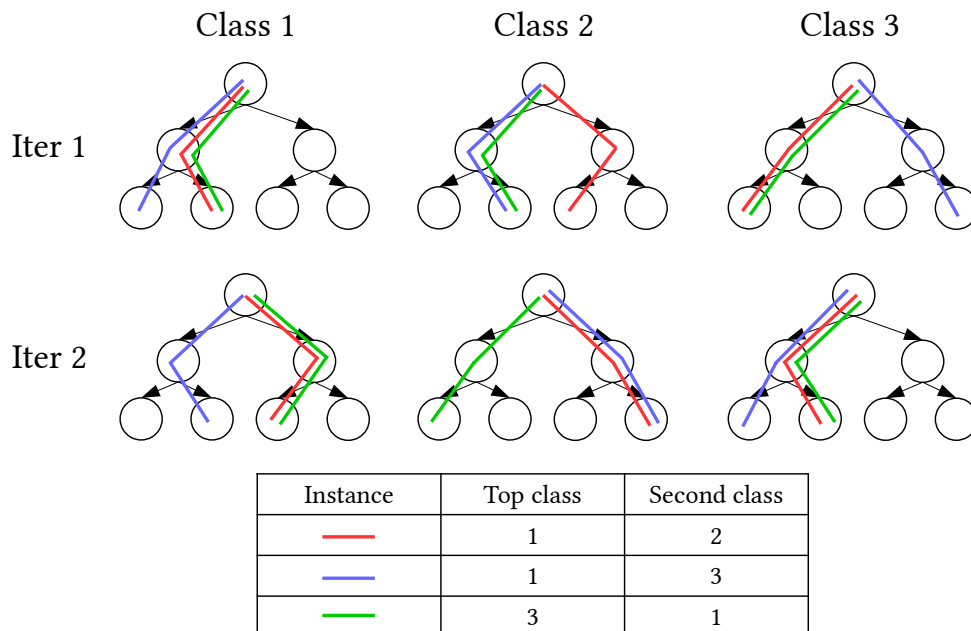 Class 1 Class 2 Class 3
Iter 1
Iter 2
Instance Top class Second class
1 2
1 3
3 1